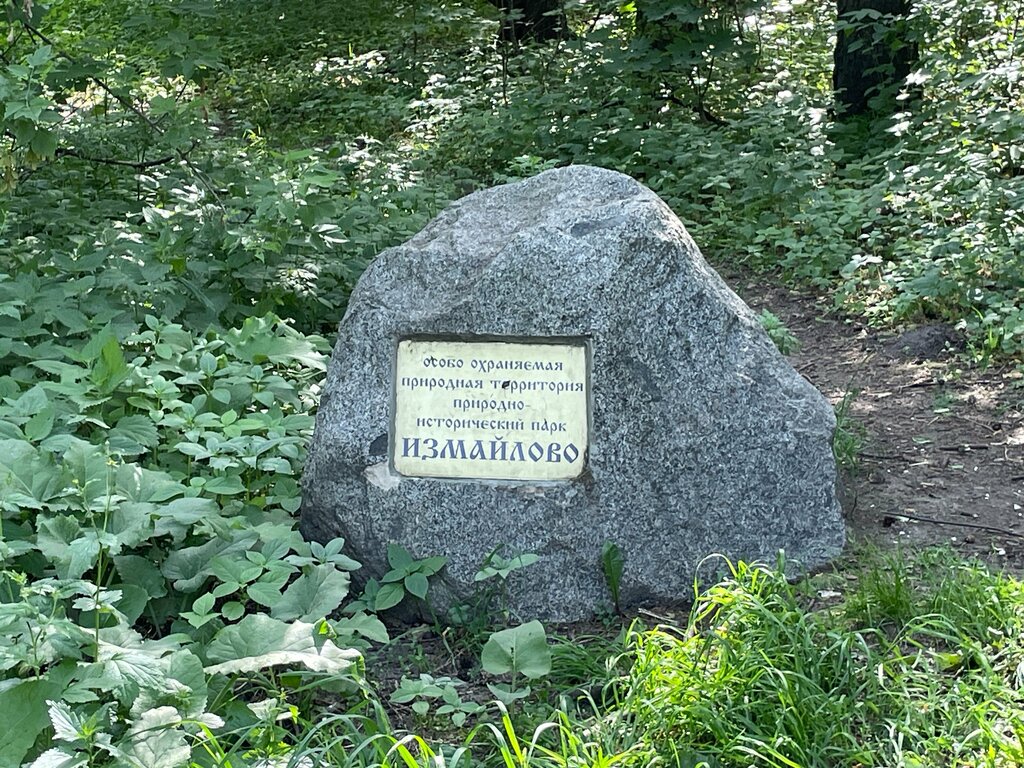 особо охраняемая
природная территория
природно-
исторический парк
ИЗМАЙЛОВО